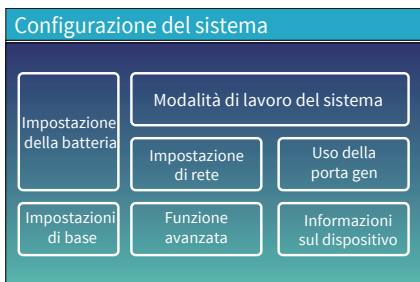 Configurazione del sistema
Impostazione
della batteria
Modalità di lavoro del sistema
Impostazione
di rete
Uso della
porta gen
Impostazioni
di base
Funzione
avanzata
Informazioni
sul dispositivo